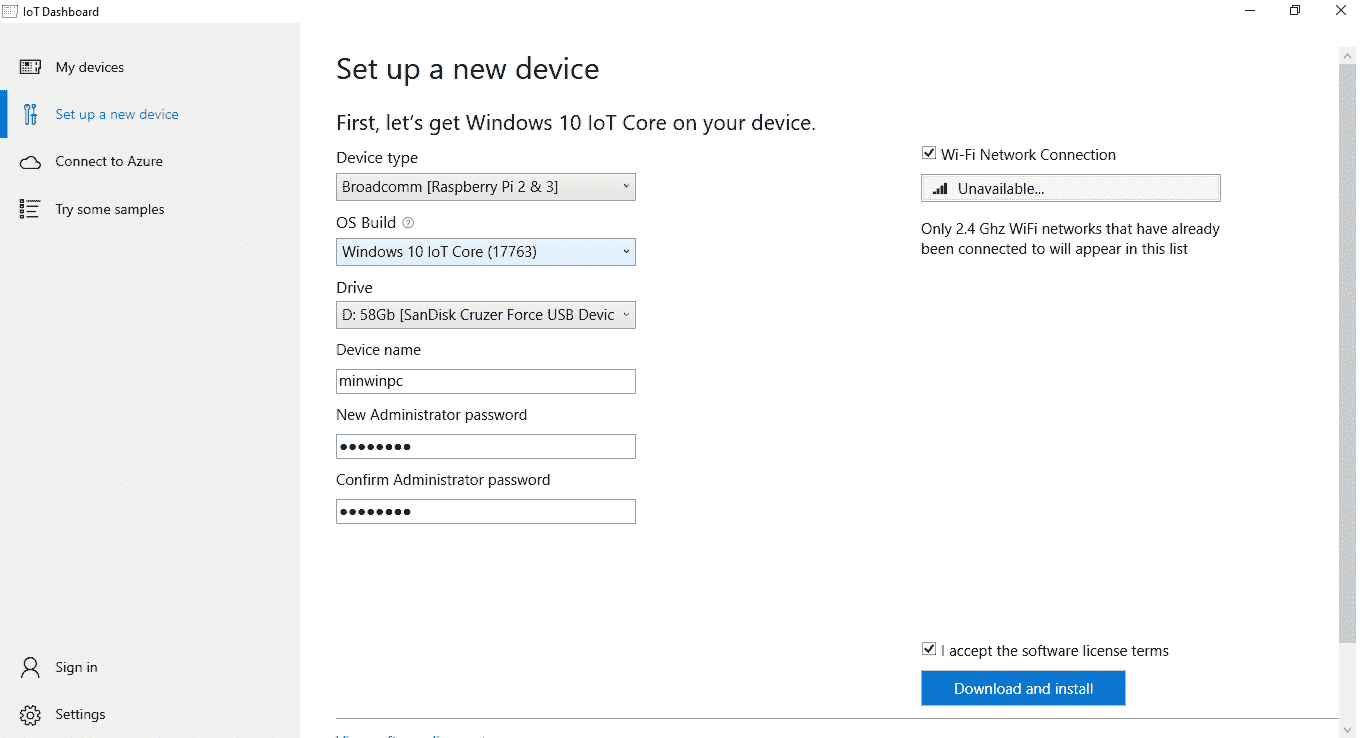 IoT Dashboard
My devices
Set up a new device
Connect to Azure
Try some samples
Sign in
Settings
Set up a new device
First, let’s get Windows 10 IoT Core on your device.
Device type
Broadcomm [Raspberry Pi 2 & 3]
OS Build
Windows 10 IoT Core (17763)
Drive
D: 58Gb [SanDisk Cruzer Force USB Devic
Device name
minwinpc
New Administrator password
Confirm Administrator password
Wi-Fi Network Connection
Unavailable...
Only 2.4 Ghz WiFi networks that have already
been connected to will appear in this list
I accept the software license terms
Download and install